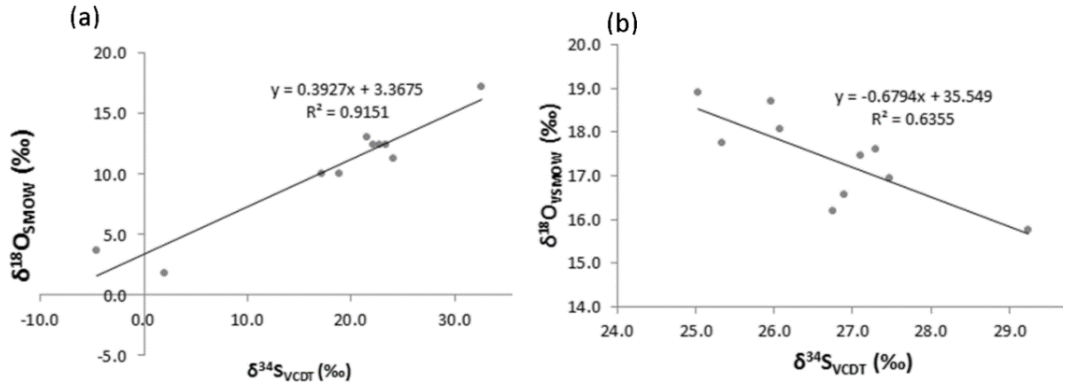 (a)
20.0
15.0
10.0
5.0
0.0
-5.0
y = 0.3927x + 3.3675
R² = 0.9151
δ¹⁸O_SMOW (‰)
-10.0 0.0 10.0 20.0 30.0
δ³⁴S_VCDT (‰)
(b)
20.0
19.0
18.0
17.0
16.0
15.0
14.0
y = -0.6794x + 35.549
R² = 0.6355
δ¹⁸O_VSMOW (‰)
24.0 25.0 26.0 27.0 28.0 29.0
δ³⁴S_VCDT (‰)